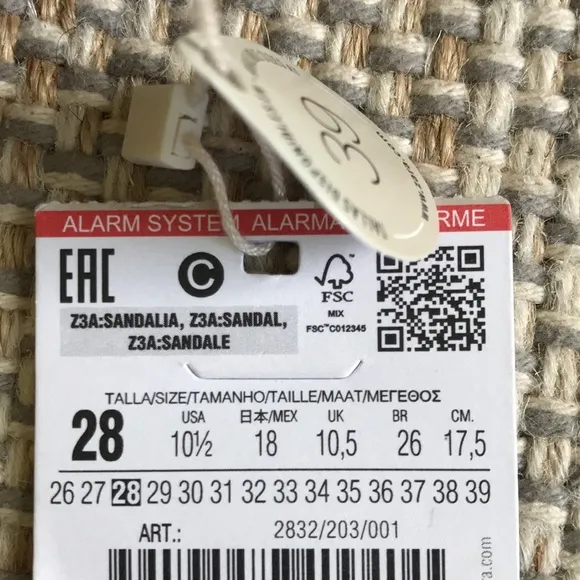 39
ALARM SYSTEM ALARMA RME
EAC
C
FSC
MIX
FSC™C012345
Z3A:SANDALIA, Z3A:SANDAL,
Z3A:SANDALE
TALLA/SIZE/TAMANHO/TAILLE/MAAT/ΜΕΓΕΘΟΣ
28
USA 日本/MEX UK BR CM.
10½ 18 10,5 26 17,5
26 27 28 29 30 31 32 33 34 35 36 37 38 39
ART.: 2832/203/001
a.com